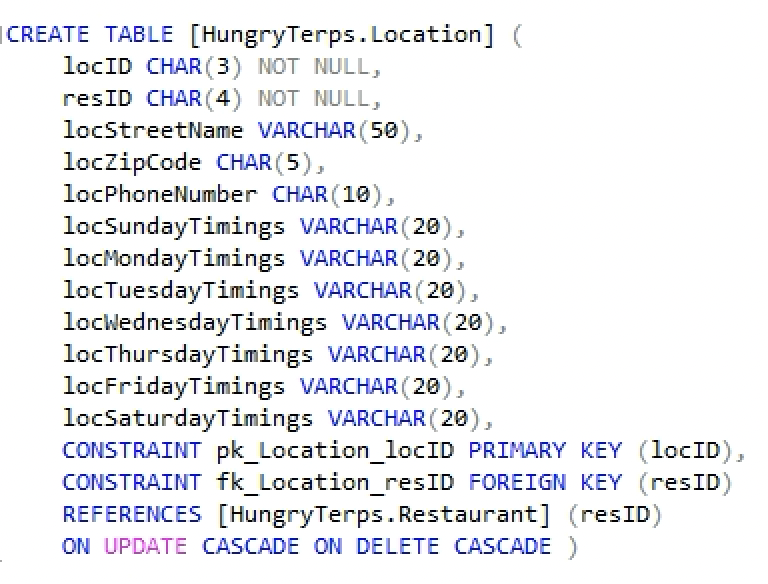 CREATE TABLE [HungryTerps.Location] (
locID CHAR(3) NOT NULL,
resID CHAR(4) NOT NULL,
locStreetName VARCHAR(50),
locZipCode CHAR(5),
locPhoneNumber CHAR(10),
locSundayTimings VARCHAR(20),
locMondayTimings VARCHAR(20),
locTuesdayTimings VARCHAR(20),
locWednesdayTimings VARCHAR(20),
locThursdayTimings VARCHAR(20),
locFridayTimings VARCHAR(20),
locSaturdayTimings VARCHAR(20),
CONSTRAINT pk_Location_locID PRIMARY KEY (locID),
CONSTRAINT fk_Location_resID FOREIGN KEY (resID)
REFERENCES [HungryTerps.Restaurant] (resID)
ON UPDATE CASCADE ON DELETE CASCADE )